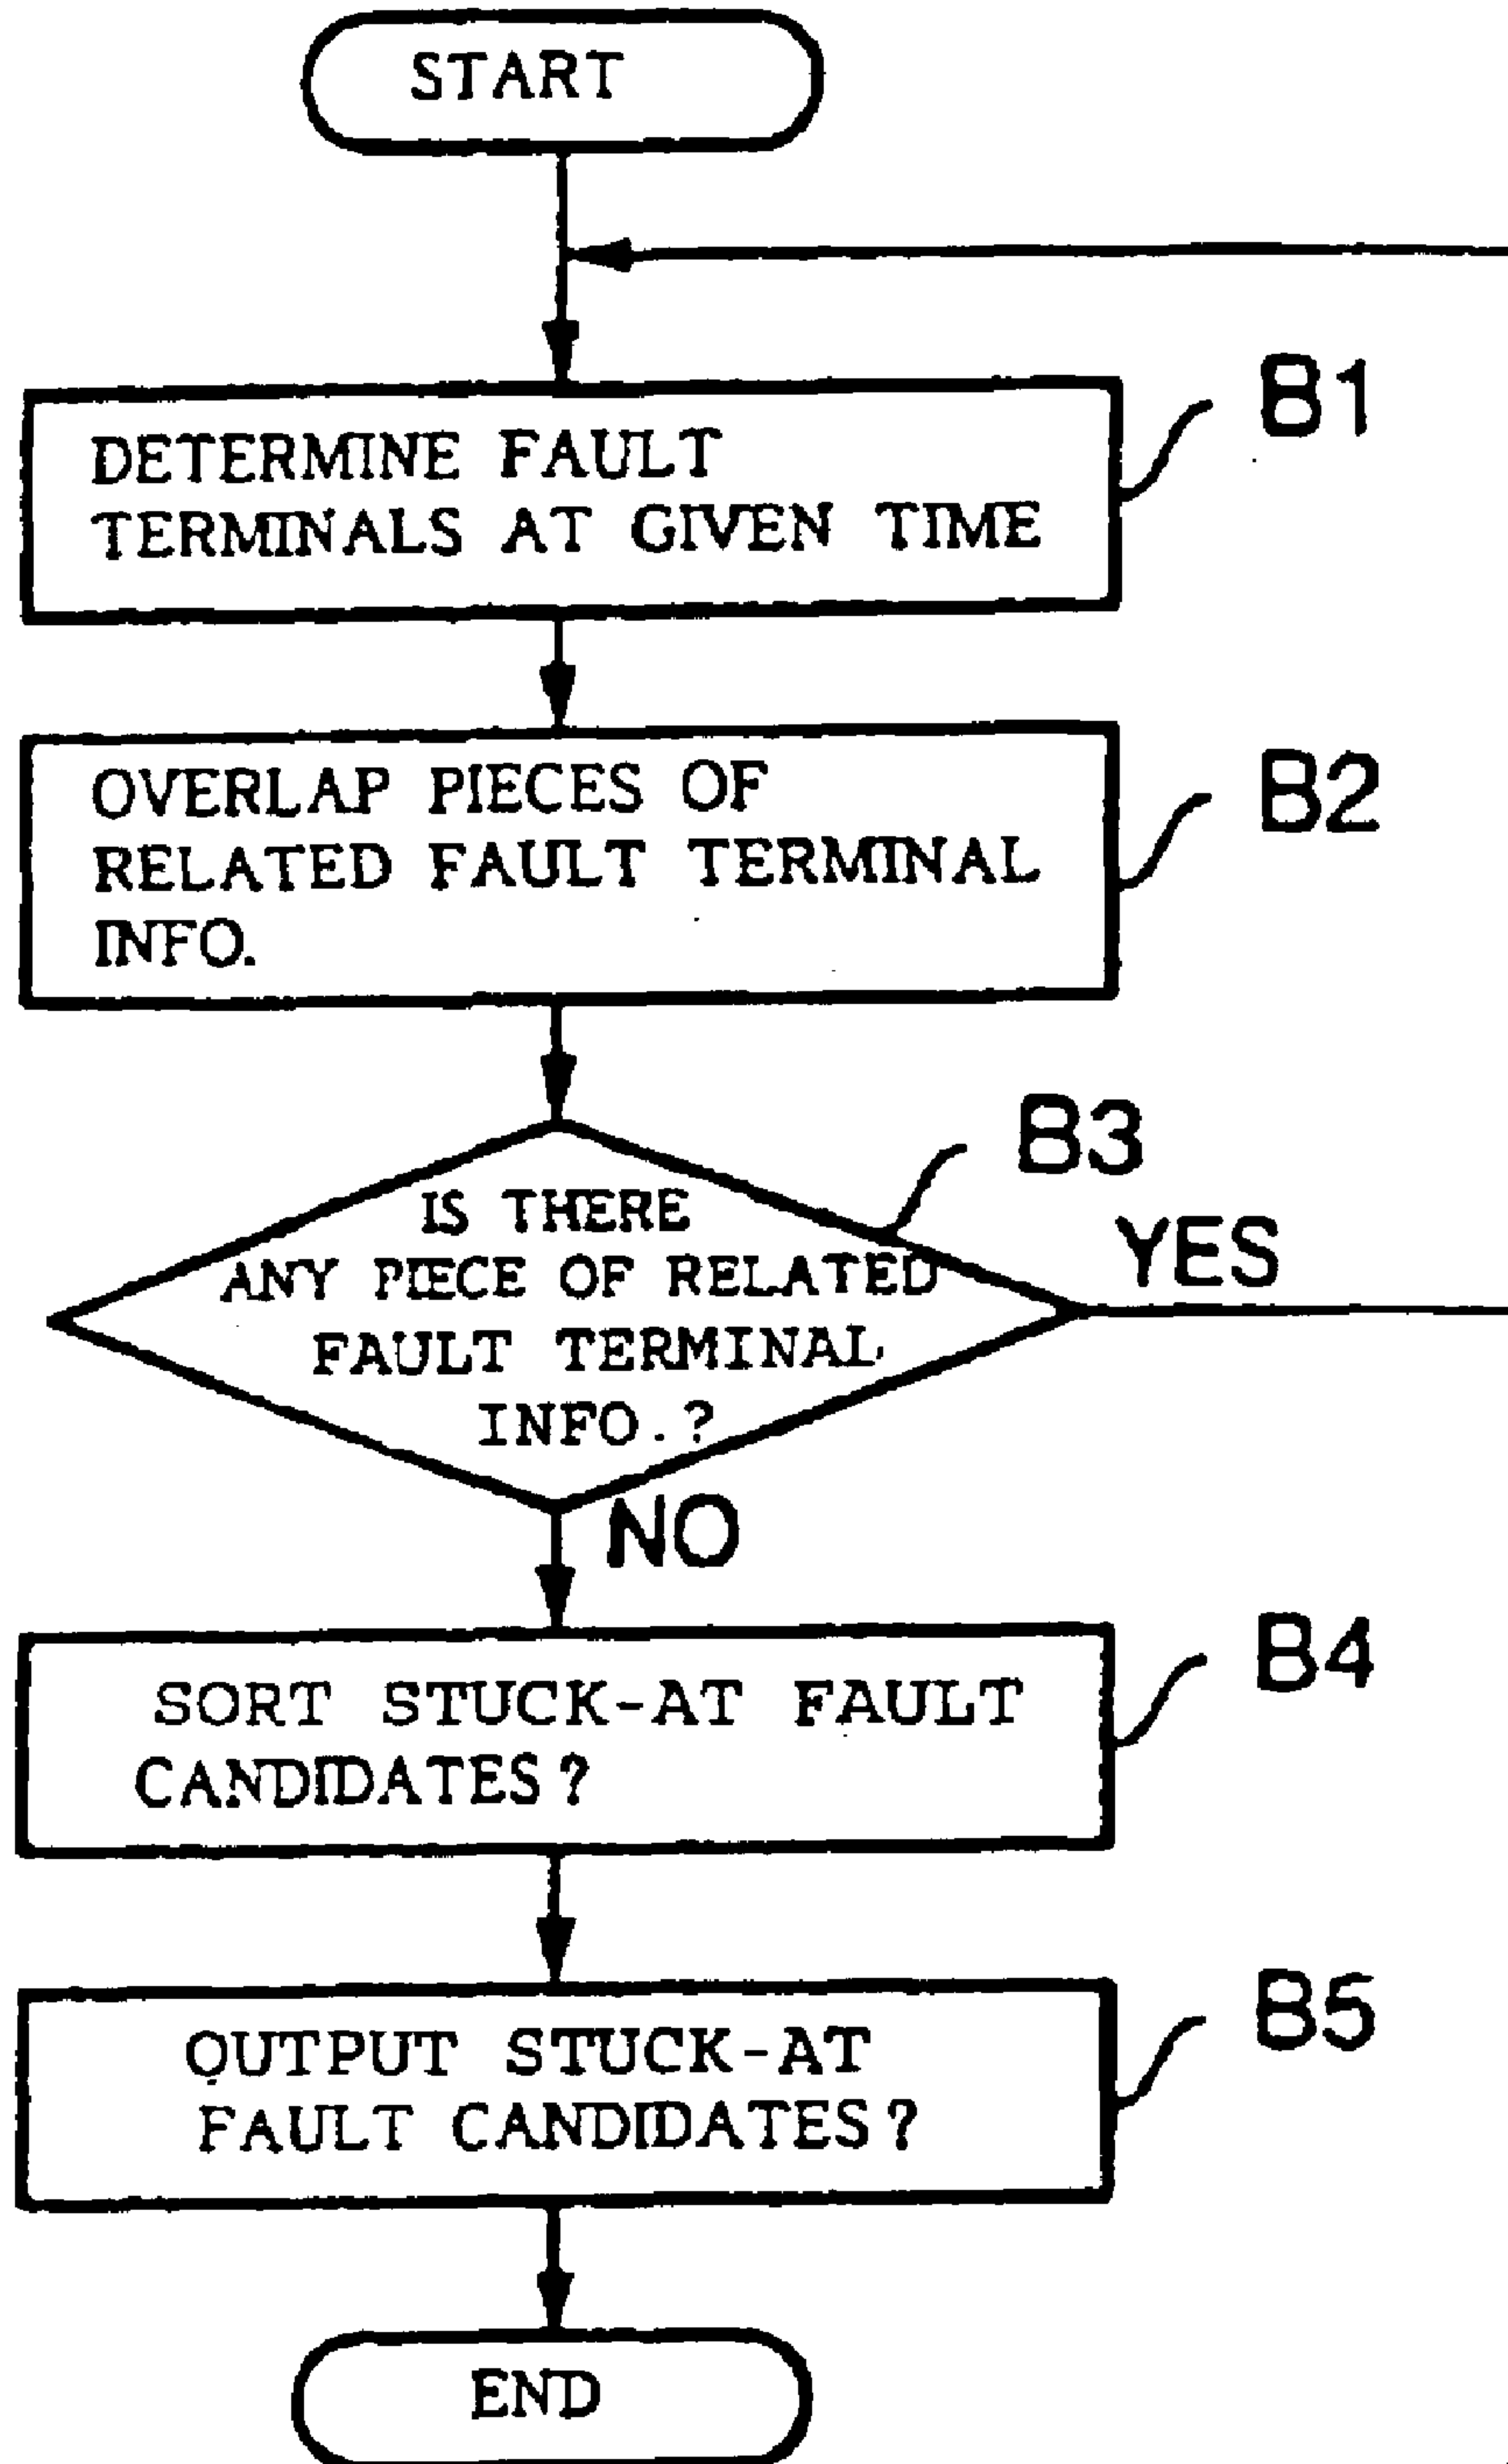 START
DETERMINE FAULT
TERMINALS AT GIVEN TIME
B1
OVERLAP PIECES OF
RELATED FAULT TERMINAL
INFO.
B2
IS THERE
ANY PIECE OF RELATED
FAULT TERMINAL
INFO.?
B3
YES
NO
SORT STUCK-AT FAULT
CANDIDATES?
B4
OUTPUT STUCK-AT
FAULT CANDIDATES?
B5
END